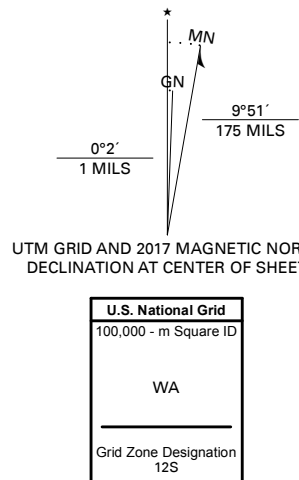 ★
MN
GN
9°51´
175 MILS
0°2´
1 MILS
UTM GRID AND 2017 MAGNETIC NOR
DECLINATION AT CENTER OF SHEET
U.S. National Grid
100,000 - m Square ID
WA
Grid Zone Designation
12S